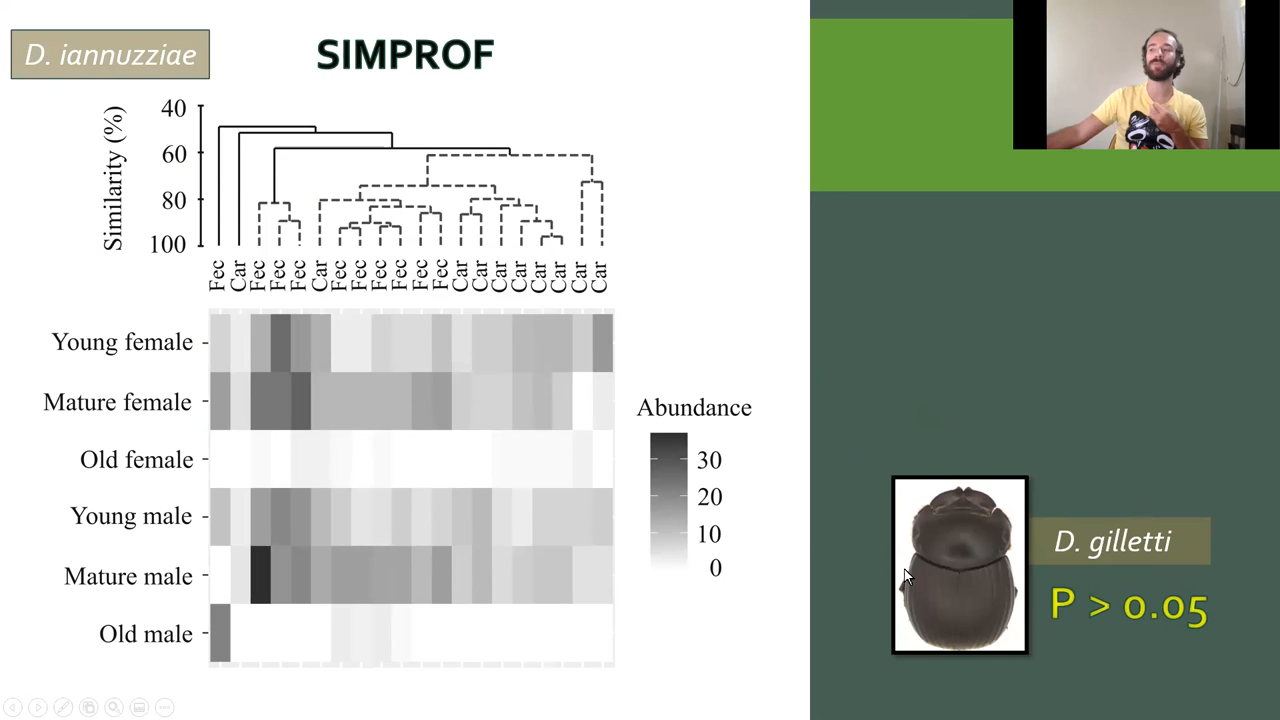 D. iannuzziae
SIMPROF
Similarity (%)
40
60
80
100
Fec
Car
Fec
Fec
Fec
Car
Fec
Fec
Fec
Fec
Fec
Fec
Car
Car
Car
Car
Car
Car
Car
Car
Young female
Mature female
Old female
Young male
Mature male
Old male
Abundance
30
20
10
0
D. gilletti
P > 0.05